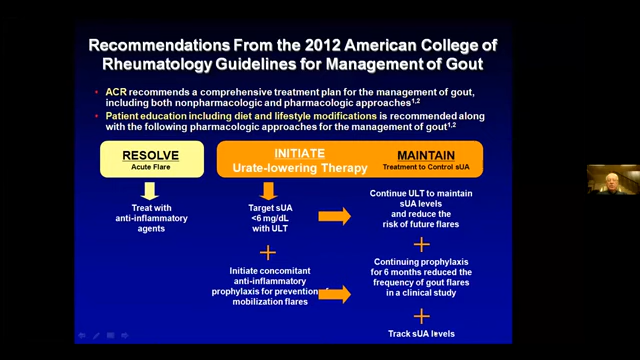 Recommendations From the 2012 American College of
Rheumatology Guidelines for Management of Gout
• ACR recommends a comprehensive treatment plan for the management of gout,
including both nonpharmacologic and pharmacologic approaches1,2
• Patient education including diet and lifestyle modifications is recommended along
with the following pharmacologic approaches for the management of gout1,2
RESOLVE
Acute Flare
INITIATE
Urate-lowering Therapy
MAINTAIN
Treatment to Control sUA
Treat with
anti-inflammatory
agents
Target sUA
<6 mg/dL
with ULT
+
Initiate concomitant
anti-inflammatory
prophylaxis for prevention of
mobilization flares
Continue ULT to maintain
sUA levels
and reduce the
risk of future flares
+
Continuing prophylaxis
for 6 months reduced the
frequency of gout flares
in a clinical study
+
Track sUA levels